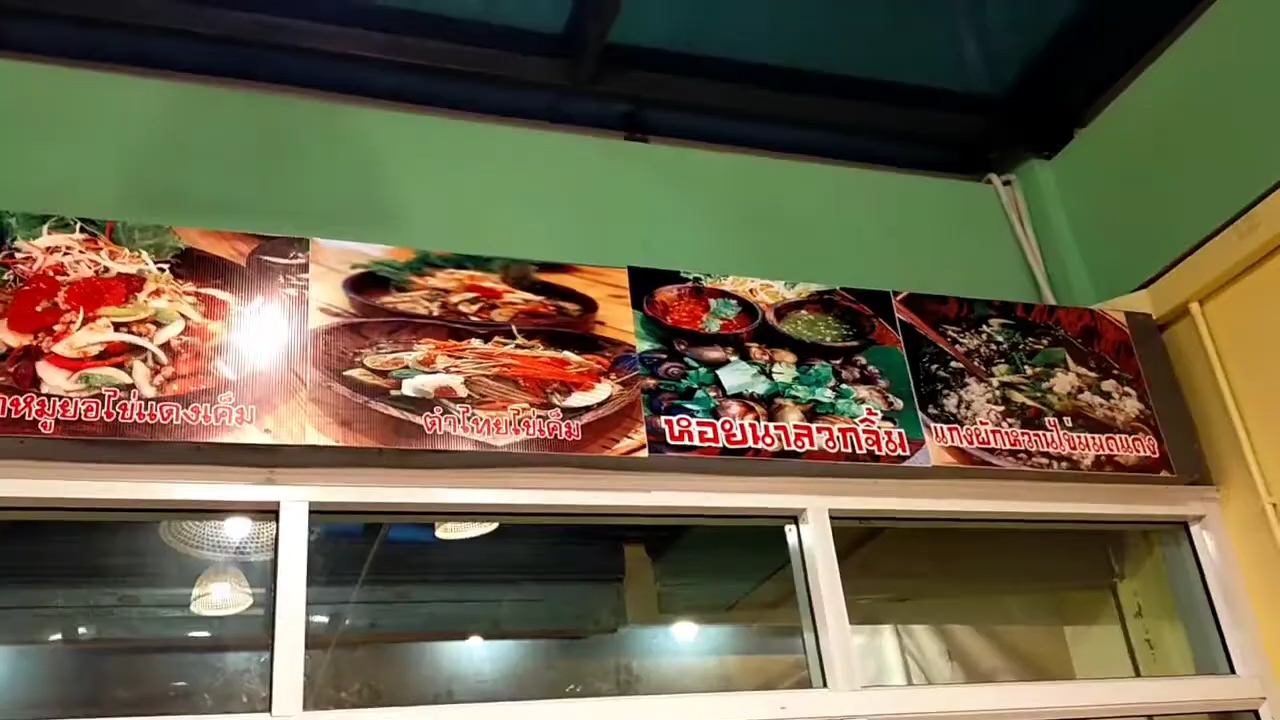 หมูยอไข่แดงเค็ม
ตำไทยไข่เค็ม
หอยนาลวกจิ้ม
แกงผักหวานไข่มดแดง